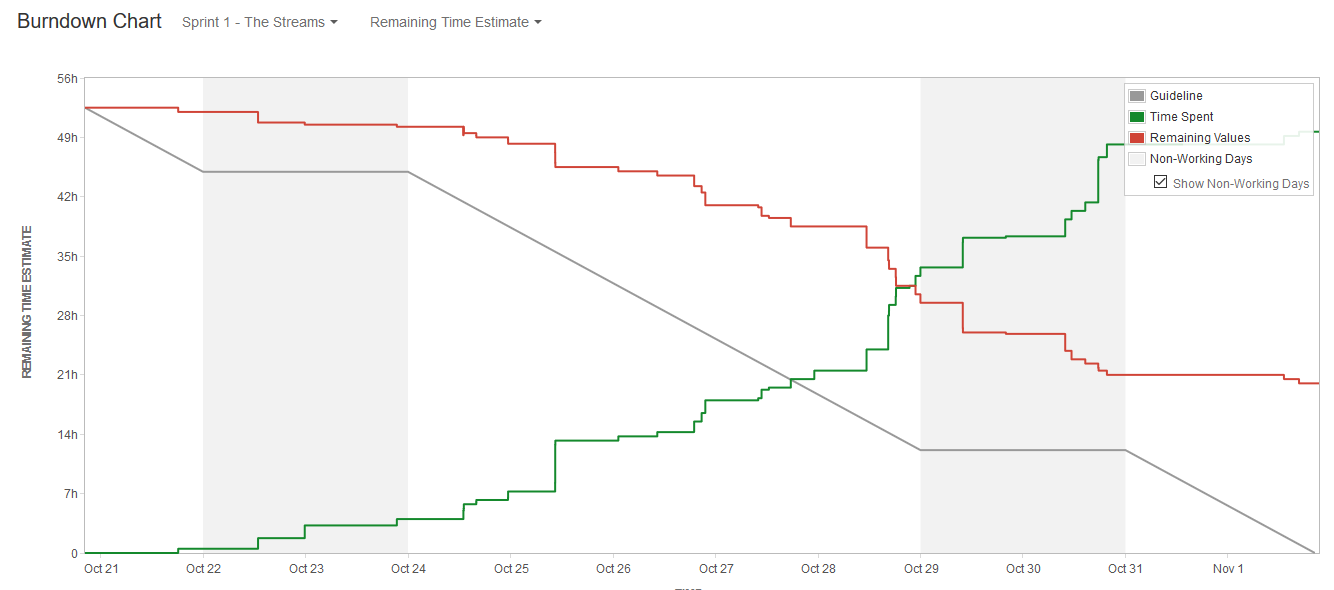 Burndown Chart Sprint 1 - The Streams Remaining Time Estimate
56h
49h
42h
35h
28h
21h
14h
7h
0
REMAINING TIME ESTIMATE
Guideline
Time Spent
Remaining Values
Non-Working Days
Show Non-Working Days
Oct 21 Oct 22 Oct 23 Oct 24 Oct 25 Oct 26 Oct 27 Oct 28 Oct 29 Oct 30 Oct 31 Nov 1